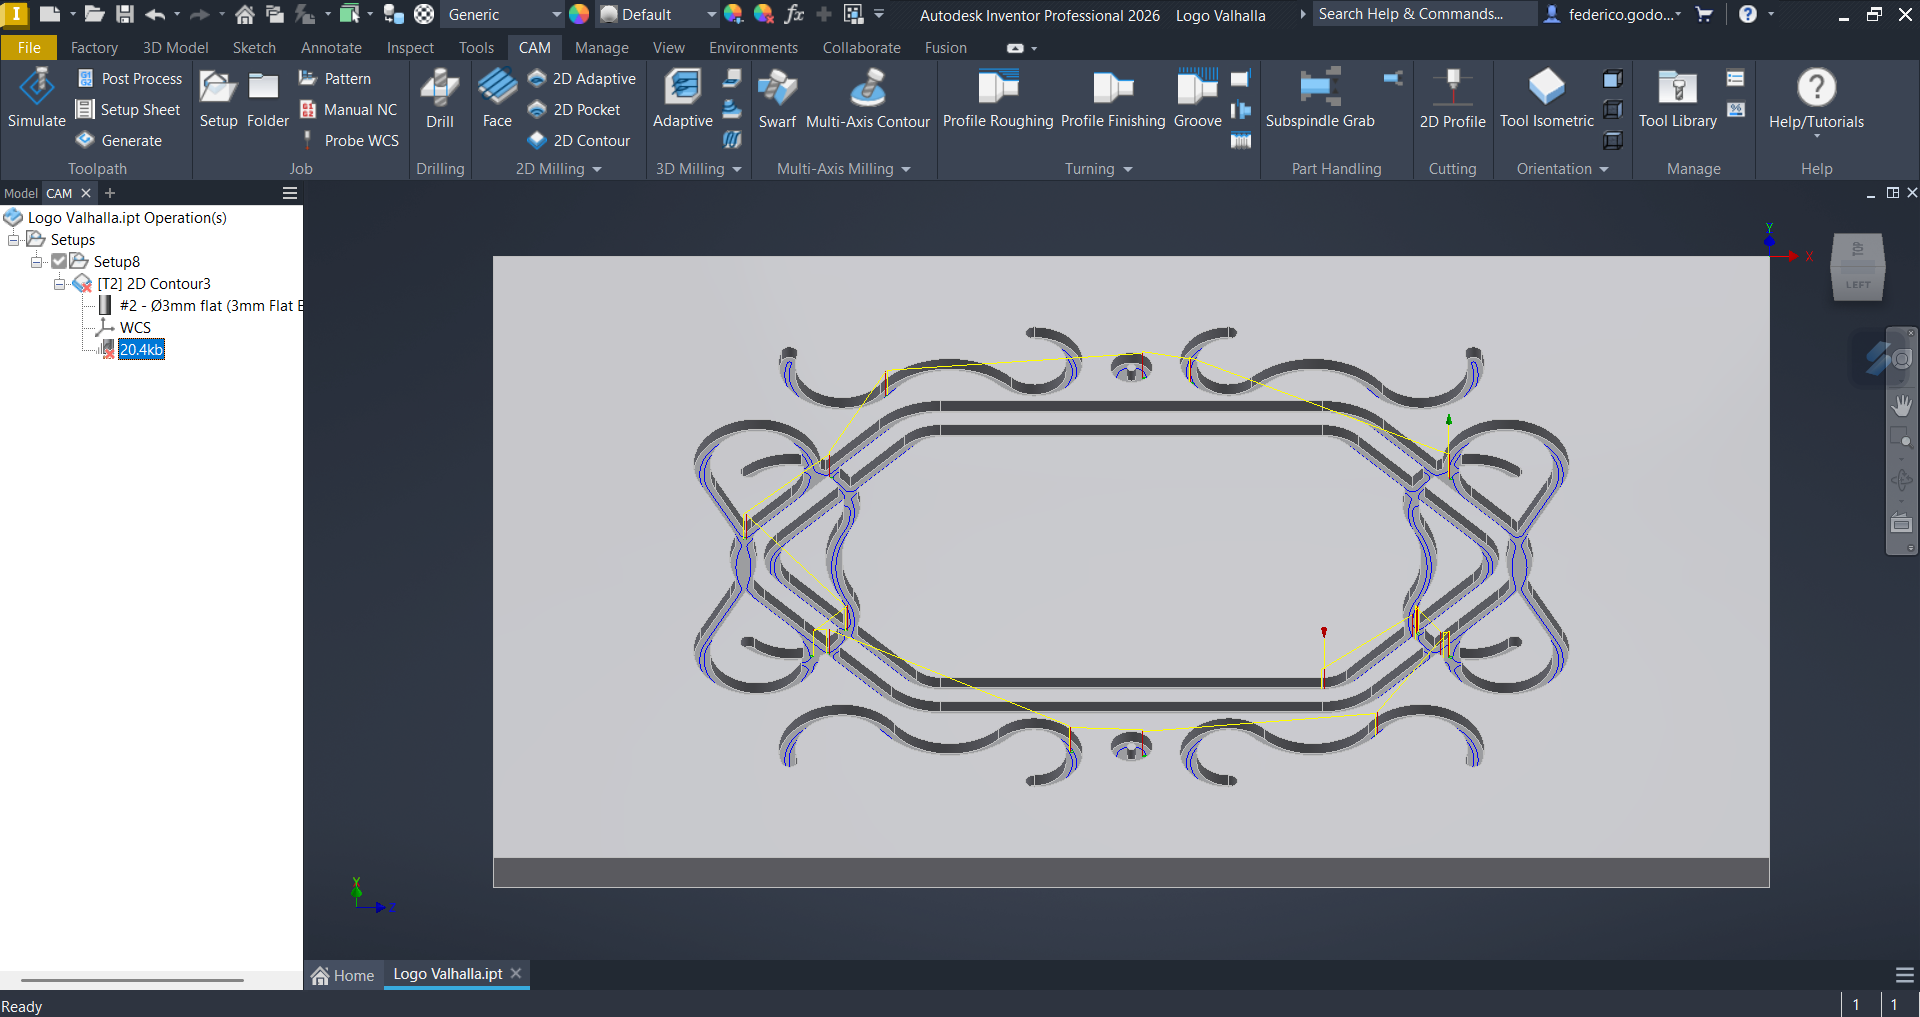 Generic
Default
fx
Autodesk Inventor Professional 2026 Logo Valhalla
Search Help & Commands...
federico.godo...
File Factory 3D Model Sketch Annotate Inspect Tools CAM Manage View Environments Collaborate Fusion
Simulate
Post Process
Setup Sheet
Generate
Toolpath
Setup
Folder
Pattern
Manual NC
Probe WCS
Job
Drill
Drilling
Face
2D Adaptive
2D Pocket
2D Contour
2D Milling
Adaptive
3D Milling
Swarf
Multi-Axis Contour
Multi-Axis Milling
Profile Roughing
Profile Finishing
Groove
Turning
Subspindle Grab
Part Handling
2D Profile
Cutting
Tool Isometric
Orientation
Tool Library
Manage
Help/Tutorials
Help
Model CAM
Logo Valhalla.ipt Operation(s)
Setups
Setup8
[T2] 2D Contour3
#2 - Ø3mm flat (3mm Flat E
WCS
20.4kb
Y
X
TOP
LEFT
Y
Z
Home
Logo Valhalla.ipt
Ready
1 1